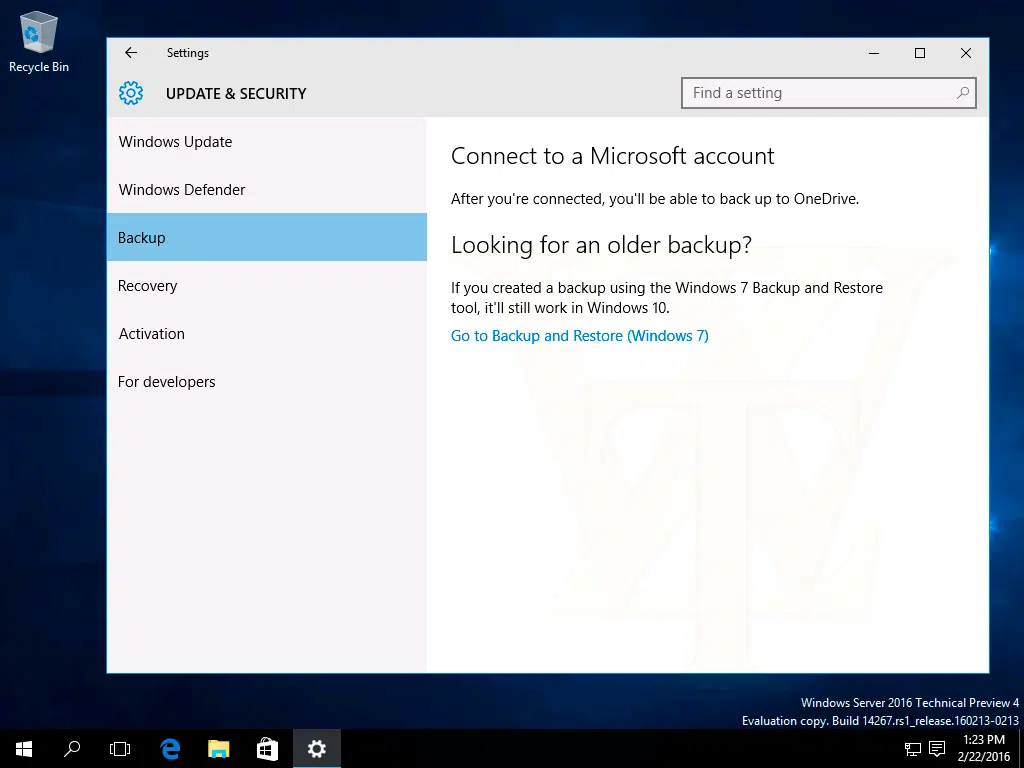 Recycle Bin
Settings
UPDATE & SECURITY
Find a setting
Windows Update
Windows Defender
Backup
Recovery
Activation
For developers
Connect to a Microsoft account
After you're connected, you'll be able to back up to OneDrive.
Looking for an older backup?
If you created a backup using the Windows 7 Backup and Restore
tool, it'll still work in Windows 10.
Go to Backup and Restore (Windows 7)
Windows Server 2016 Technical Preview 4
Evaluation copy. Build 14267.rs1_release.160213-0213
1:23 PM
2/22/2016